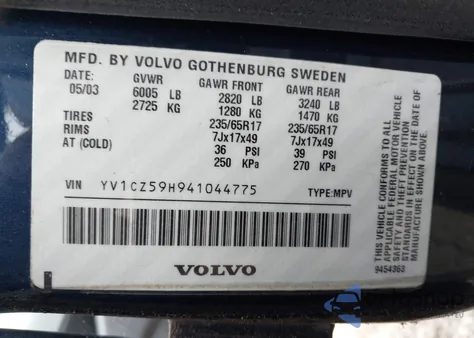 MFD. BY VOLVO GOTHENBURG SWEDEN
DATE: GVWR GAWR FRONT GAWR REAR
05/03 6005 LB 2820 LB 3240 LB
2725 KG 1280 KG 1470 KG
TIRES 235/65R17 235/65R17
RIMS 7Jx17x49 7Jx17x49
AT (COLD) 36 PSI 39 PSI
250 KPa 270 KPa
VIN YV1CZ59H941044775 TYPE:MPV
VOLVO
THIS VEHICLE CONFORMS TO ALL
APPLICABLE FEDERAL MOTOR VEHICLE
SAFETY AND THEFT PREVENTION
STANDARDS IN EFFECT ON THE DATE OF
MANUFACTURE SHOWN ABOVE.